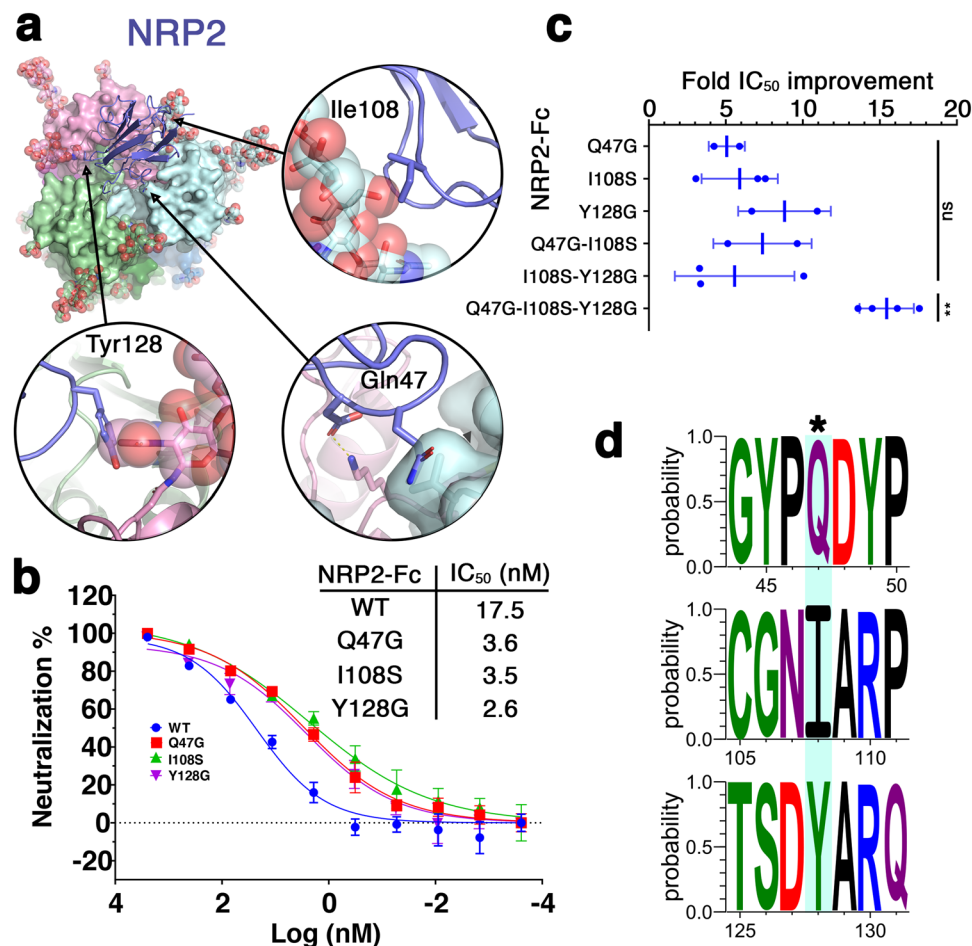 a
NRP2
Ile108
Tyr128
Gln47
b
NRP2-Fc IC50 (nM)
WT 17.5
Q47G 3.6
I108S 3.5
Y128G 2.6
Neutralization %
120
100
80
60
40
20
0
-20
WT
Q47G
I108S
Y128G
4 2 0 -2 -4
Log (nM)
c
Fold IC50 improvement
0 5 10 15 20
NRP2-Fc
Q47G
I108S
Y128G
Q47G-I108S
I108S-Y128G
Q47G-I108S-Y128G
ns
**
d
*
probability
1.0
0.5
0.0
GYPQDYP
45 50
probability
1.0
0.5
0.0
CGNIARP
105 110
probability
1.0
0.5
0.0
TSDYARQ
125 130